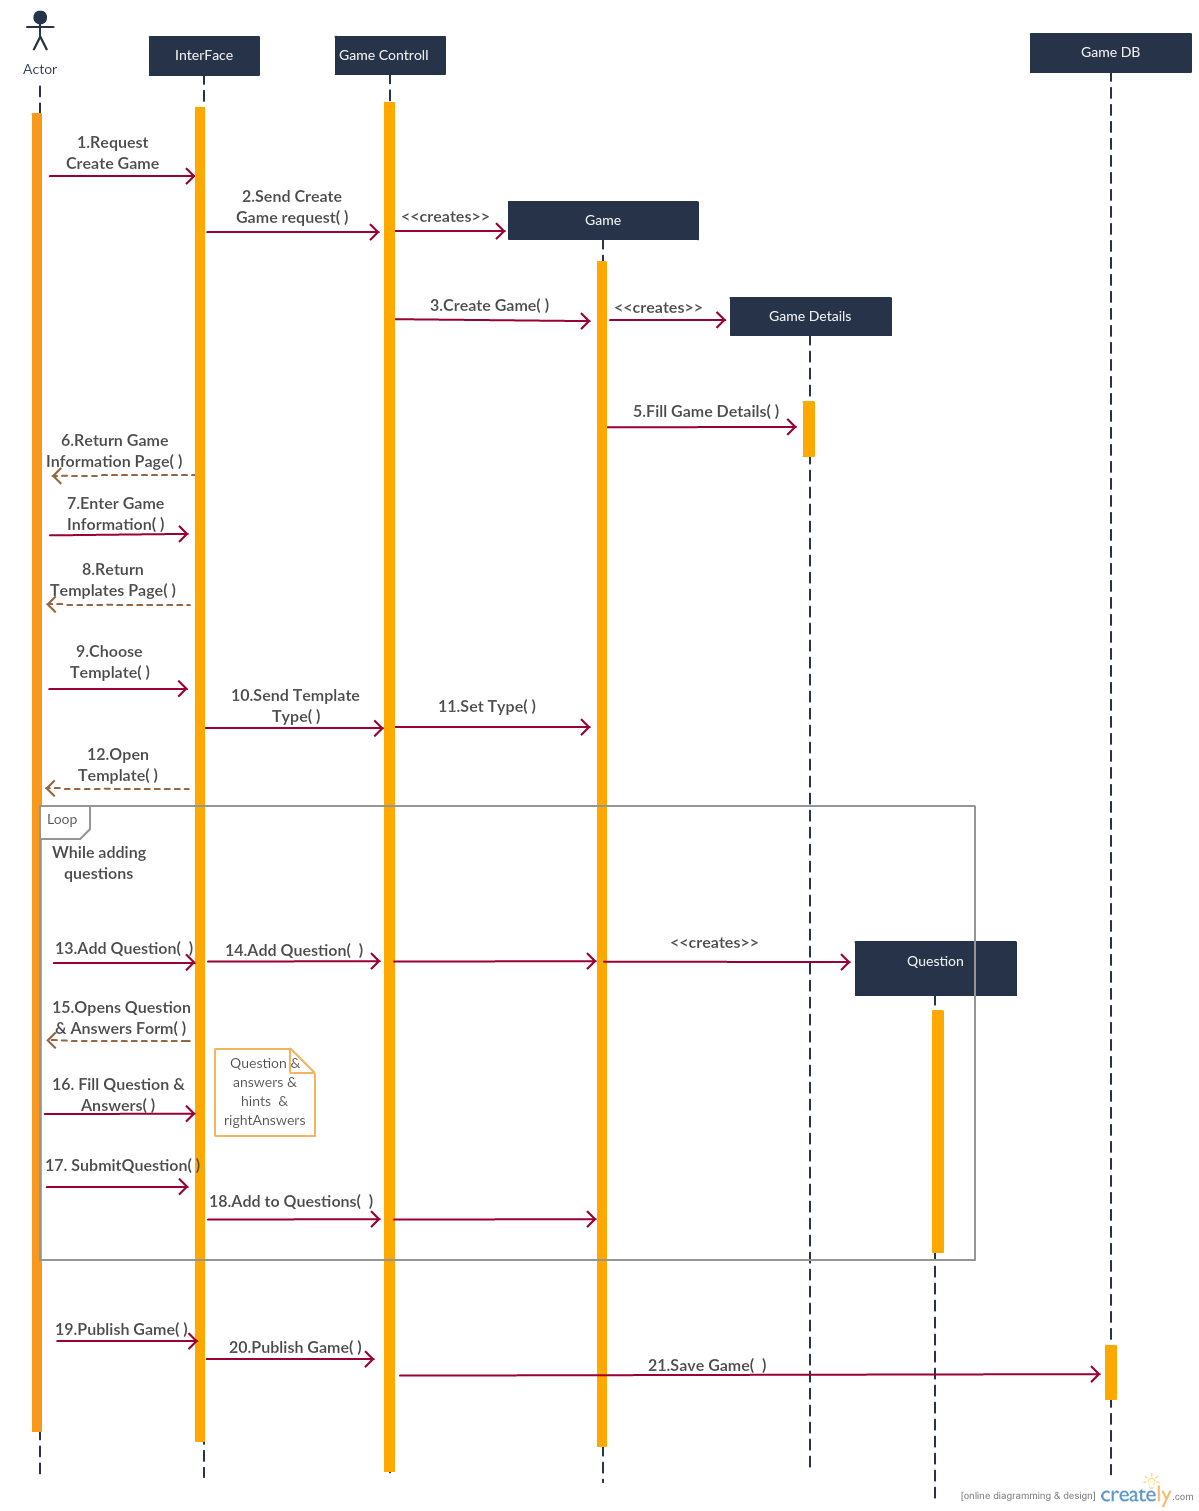 Actor
InterFace
Game Controll
Game DB
1.Request
Create Game
2.Send Create
Game request( )
<<creates>>
Game
3.Create Game( )
<<creates>>
Game Details
5.Fill Game Details( )
6.Return Game
Information Page( )
7.Enter Game
Information( )
8.Return
Templates Page( )
9.Choose
Template( )
10.Send Template
Type( )
11.Set Type( )
12.Open
Template( )
Loop
While adding
questions
13.Add Question(  )
14.Add Question(  )
<<creates>>
Question
15.Opens Question
& Answers Form( )
16. Fill Question &
Answers( )
Question &
answers &
hints  &
rightAnswers
17. SubmitQuestion( )
18.Add to Questions(  )
19.Publish Game( )
20.Publish Game( )
21.Save Game(  )
[online diagramming & design] creately.com